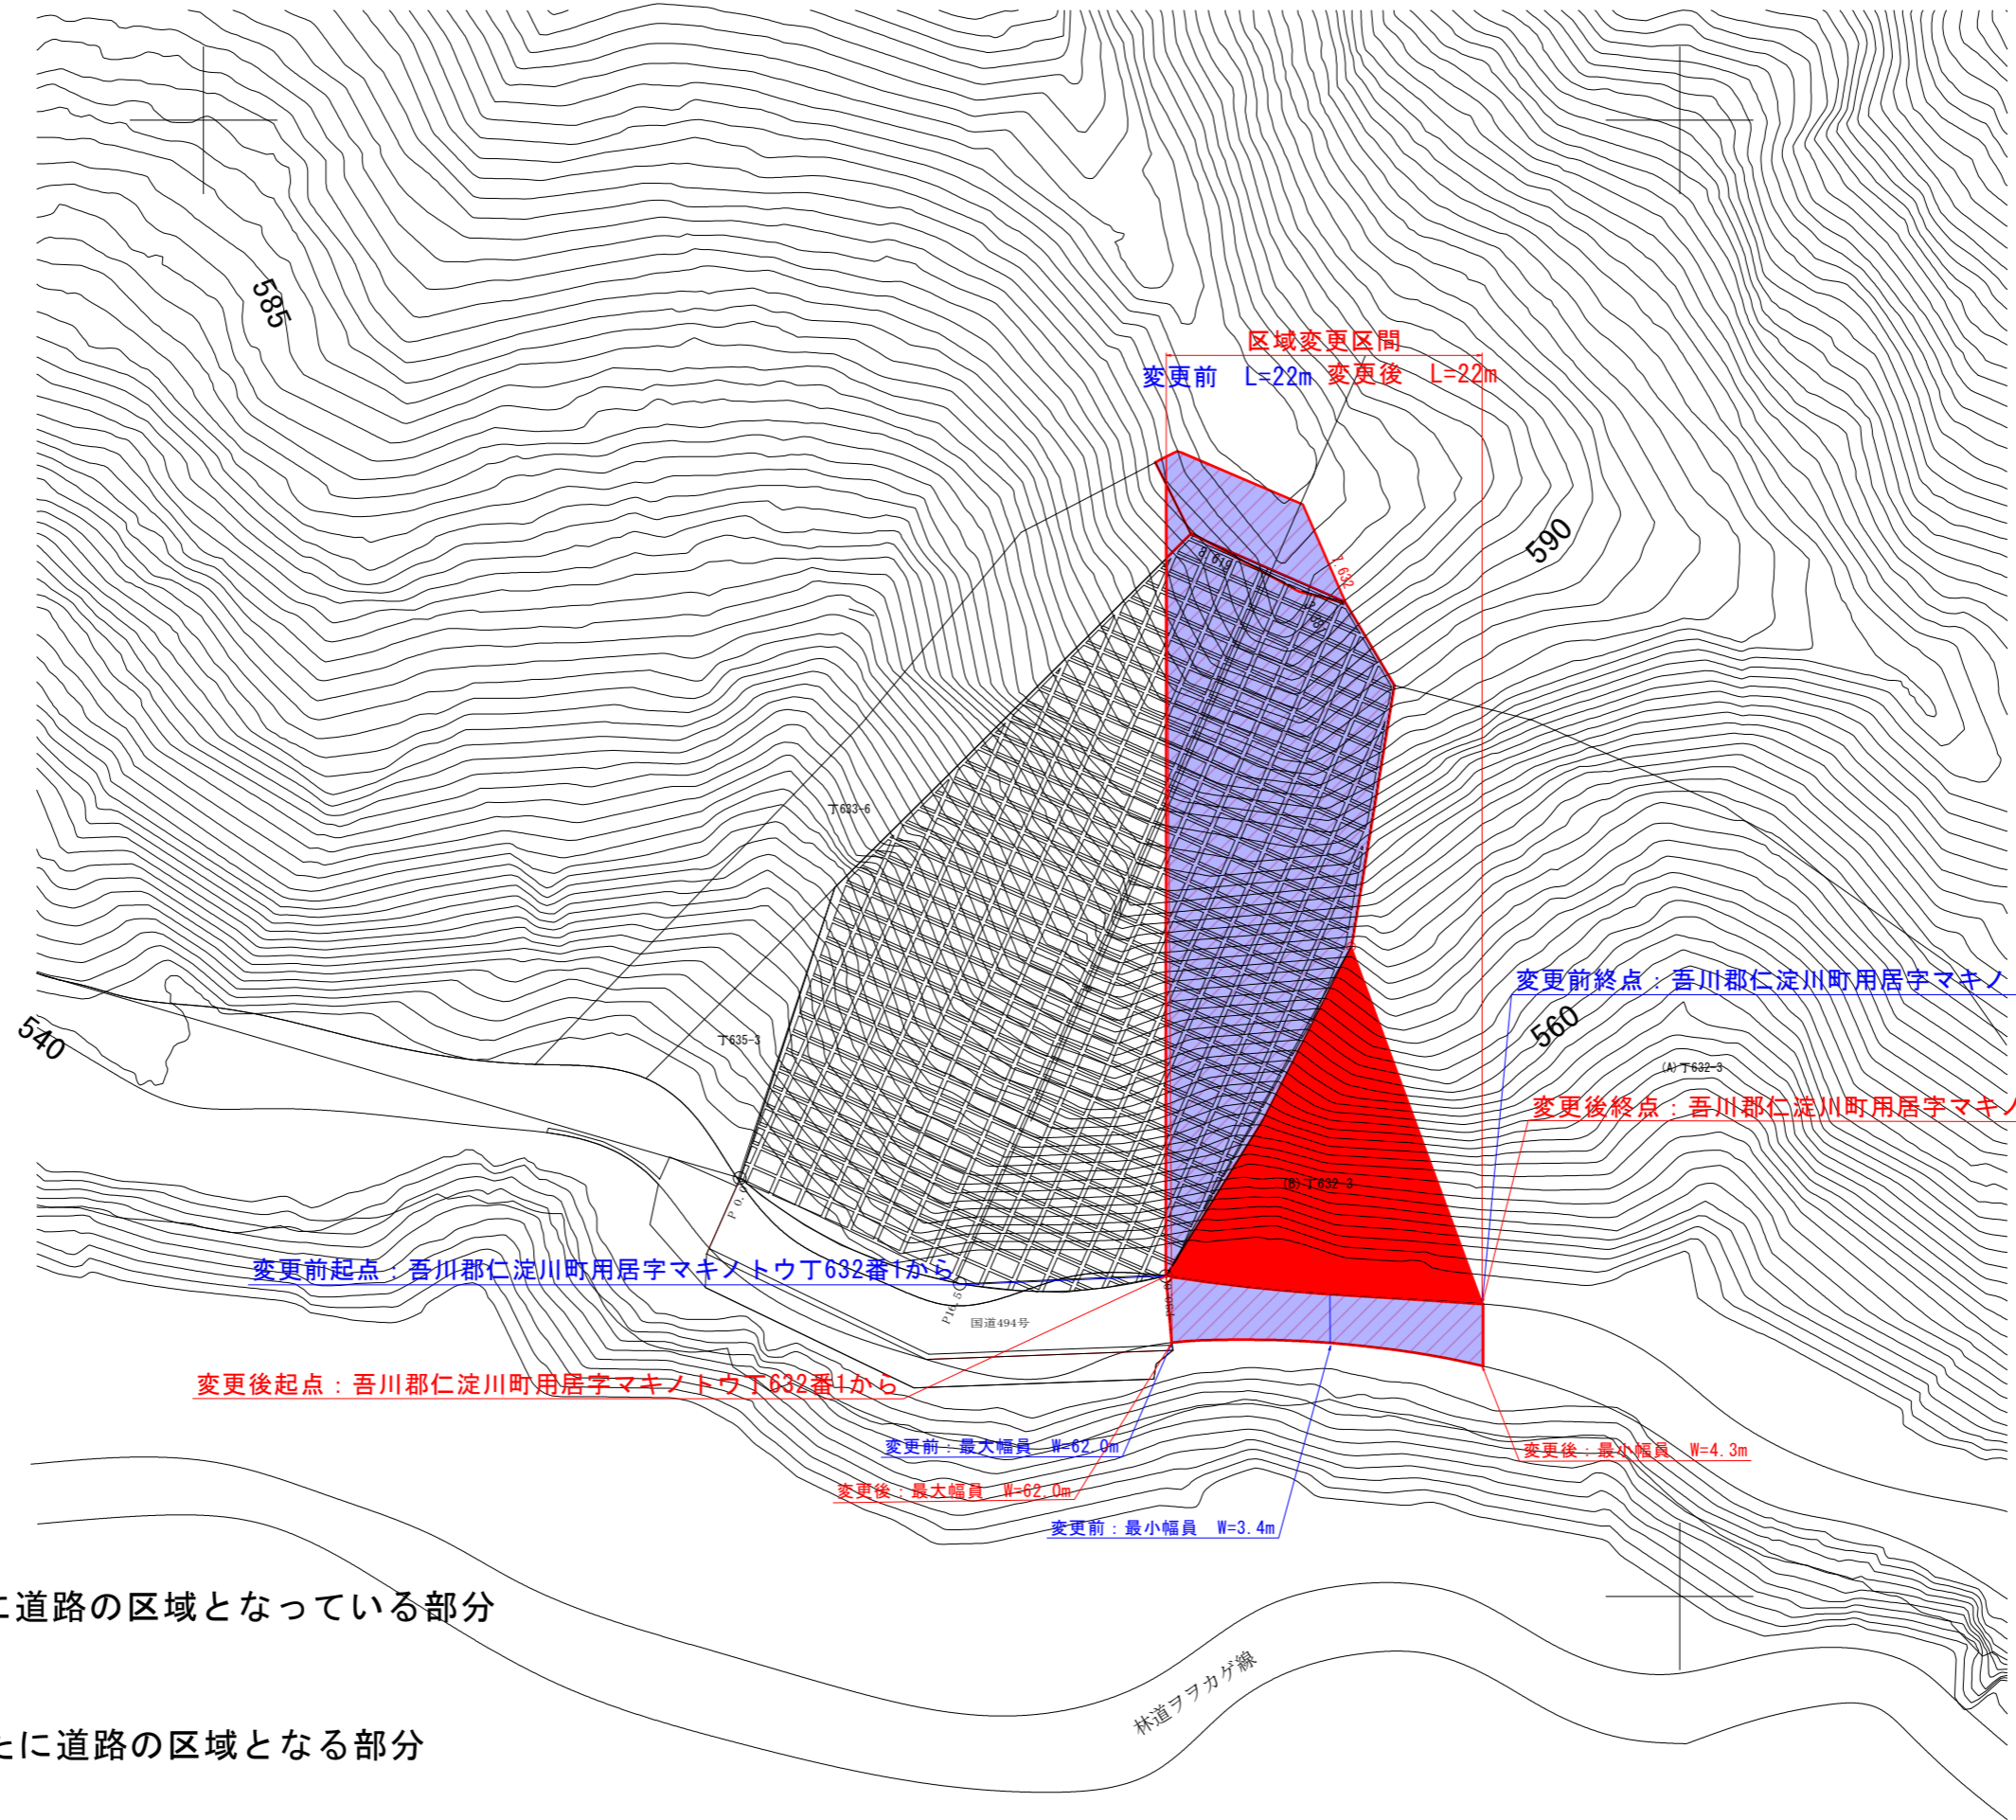 585
区域変更区間
変更前　L=22m
変更後　L=22m
590
8.619
7.632
丁633-6
変更前終点：吾川郡仁淀川町用居字マキノ
540
560
丁635-3
(A)丁632-3
変更後終点：吾川郡仁淀川町用居字マキノ
(B)丁632-3
変更前起点：吾川郡仁淀川町用居字マキノトウ丁632番1から
P16.5
国道494号
変更後起点：吾川郡仁淀川町用居字マキノトウ丁632番1から
変更前：最大幅員　W=62.0m
変更後：最小幅員　W=4.3m
変更後：最大幅員　W=62.0m
変更前：最小幅員　W=3.4m
に道路の区域となっている部分
林道ヲヲカゲ線
たに道路の区域となる部分